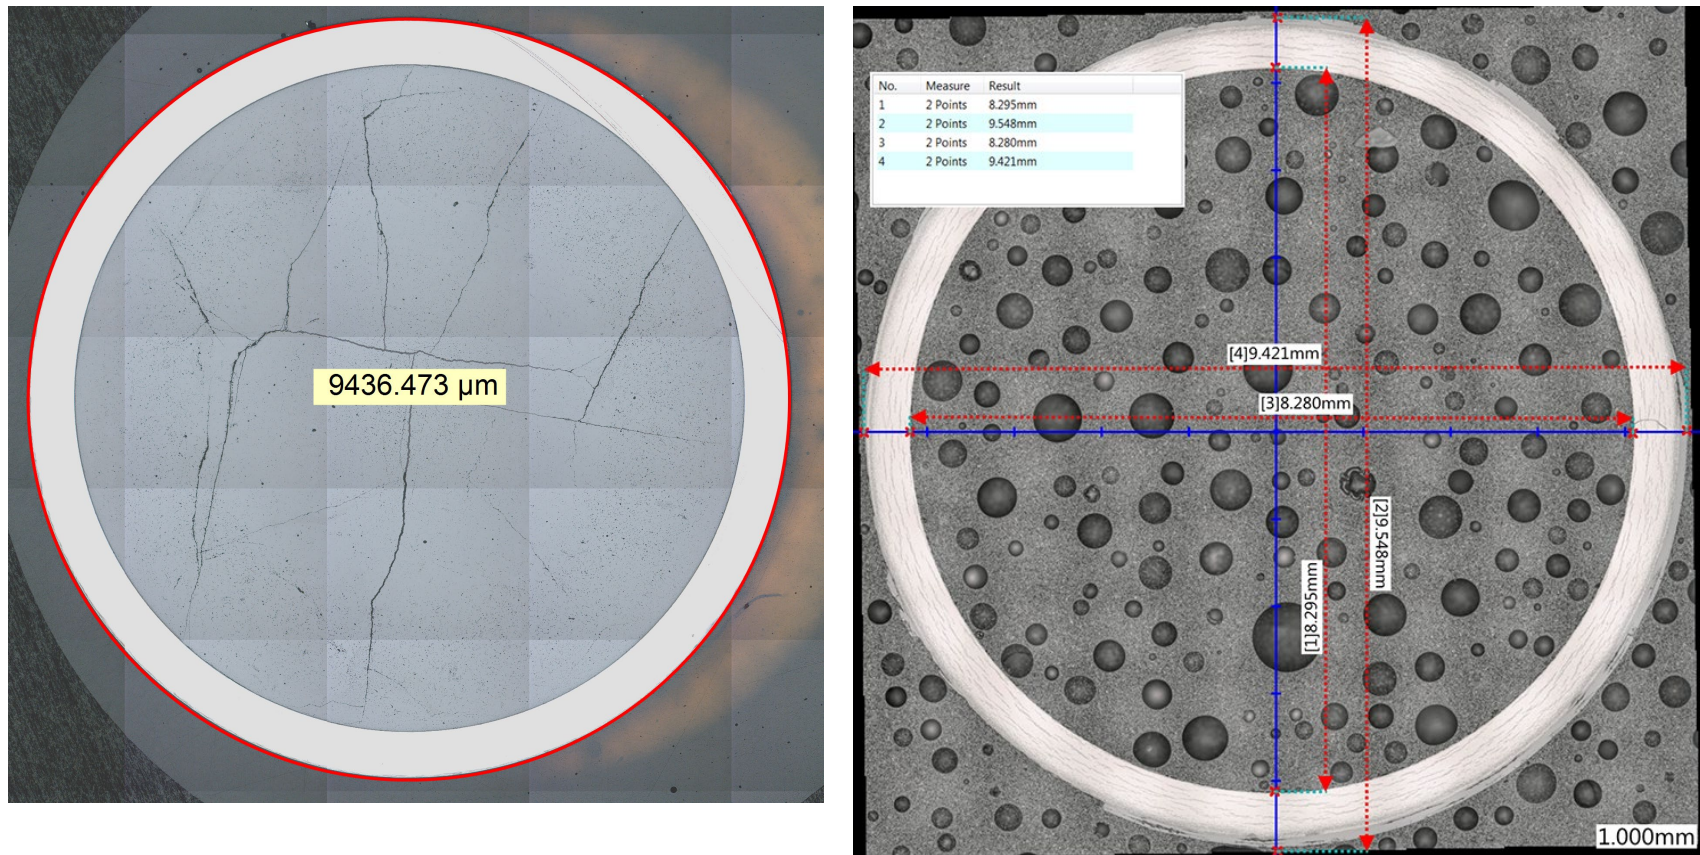 9436.473 µm
No. Measure Result
1 2 Points 8.295mm
2 2 Points 9.548mm
3 2 Points 8.280mm
4 2 Points 9.421mm
[4]9.421mm
[3]8.280mm
[2]9.548mm
[1]8.295mm
1.000mm